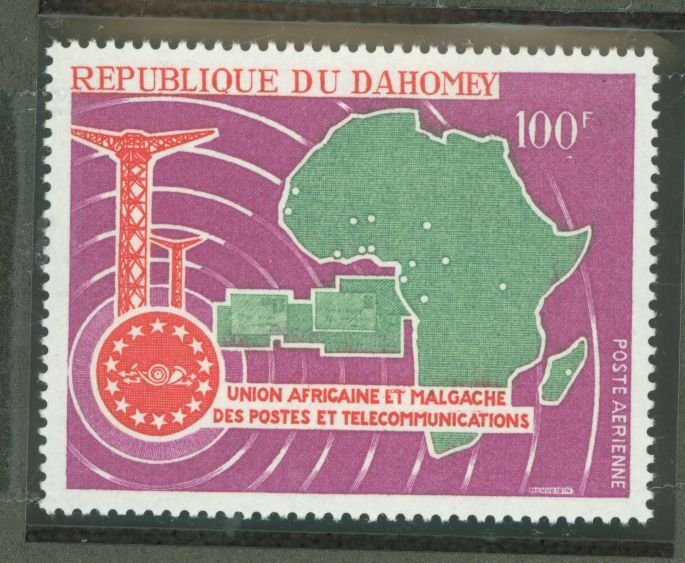 REPUBLIQUE DU DAHOMEY
100F
UNION AFRICAINE ET MALGACHE
DES POSTES ET TELECOMMUNICATIONS
POSTE AERIENNE